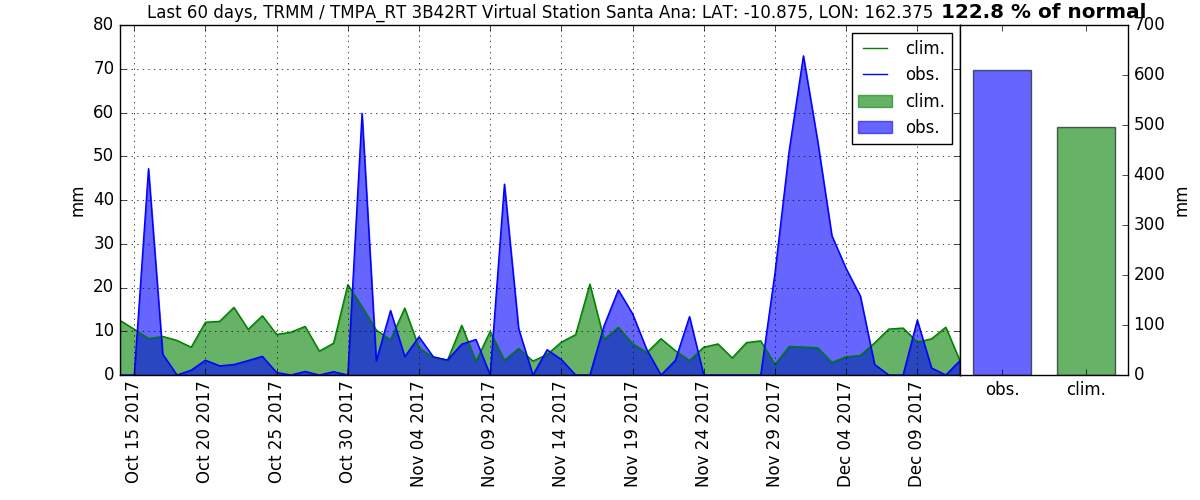 Last 60 days, TRMM / TMPA_RT 3B42RT Virtual Station Santa Ana: LAT: -10.875, LON: 162.375 122.8 % of normal
80
70
60
50
40
30
20
10
0
mm
clim.
obs.
clim.
obs.
700
600
500
400
300
200
100
0
mm
obs.
clim.
Oct 15 2017
Oct 20 2017
Oct 25 2017
Oct 30 2017
Nov 04 2017
Nov 09 2017
Nov 14 2017
Nov 19 2017
Nov 24 2017
Nov 29 2017
Dec 04 2017
Dec 09 2017